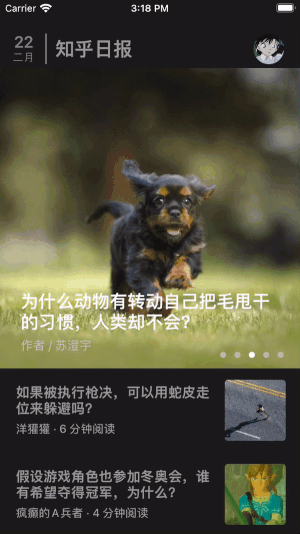 Carrier 3:18 PM
22
二月
知乎日报
为什么动物有转动自己把毛甩干
的习惯，人类却不会？
作者 / 苏澄宇
如果被执行枪决，可以用蛇皮走
位来躲避吗？
洋獾獾 · 6 分钟阅读
假设游戏角色也参加冬奥会，谁
有希望夺得冠军，为什么？
疯癫的A兵者 · 4 分钟阅读